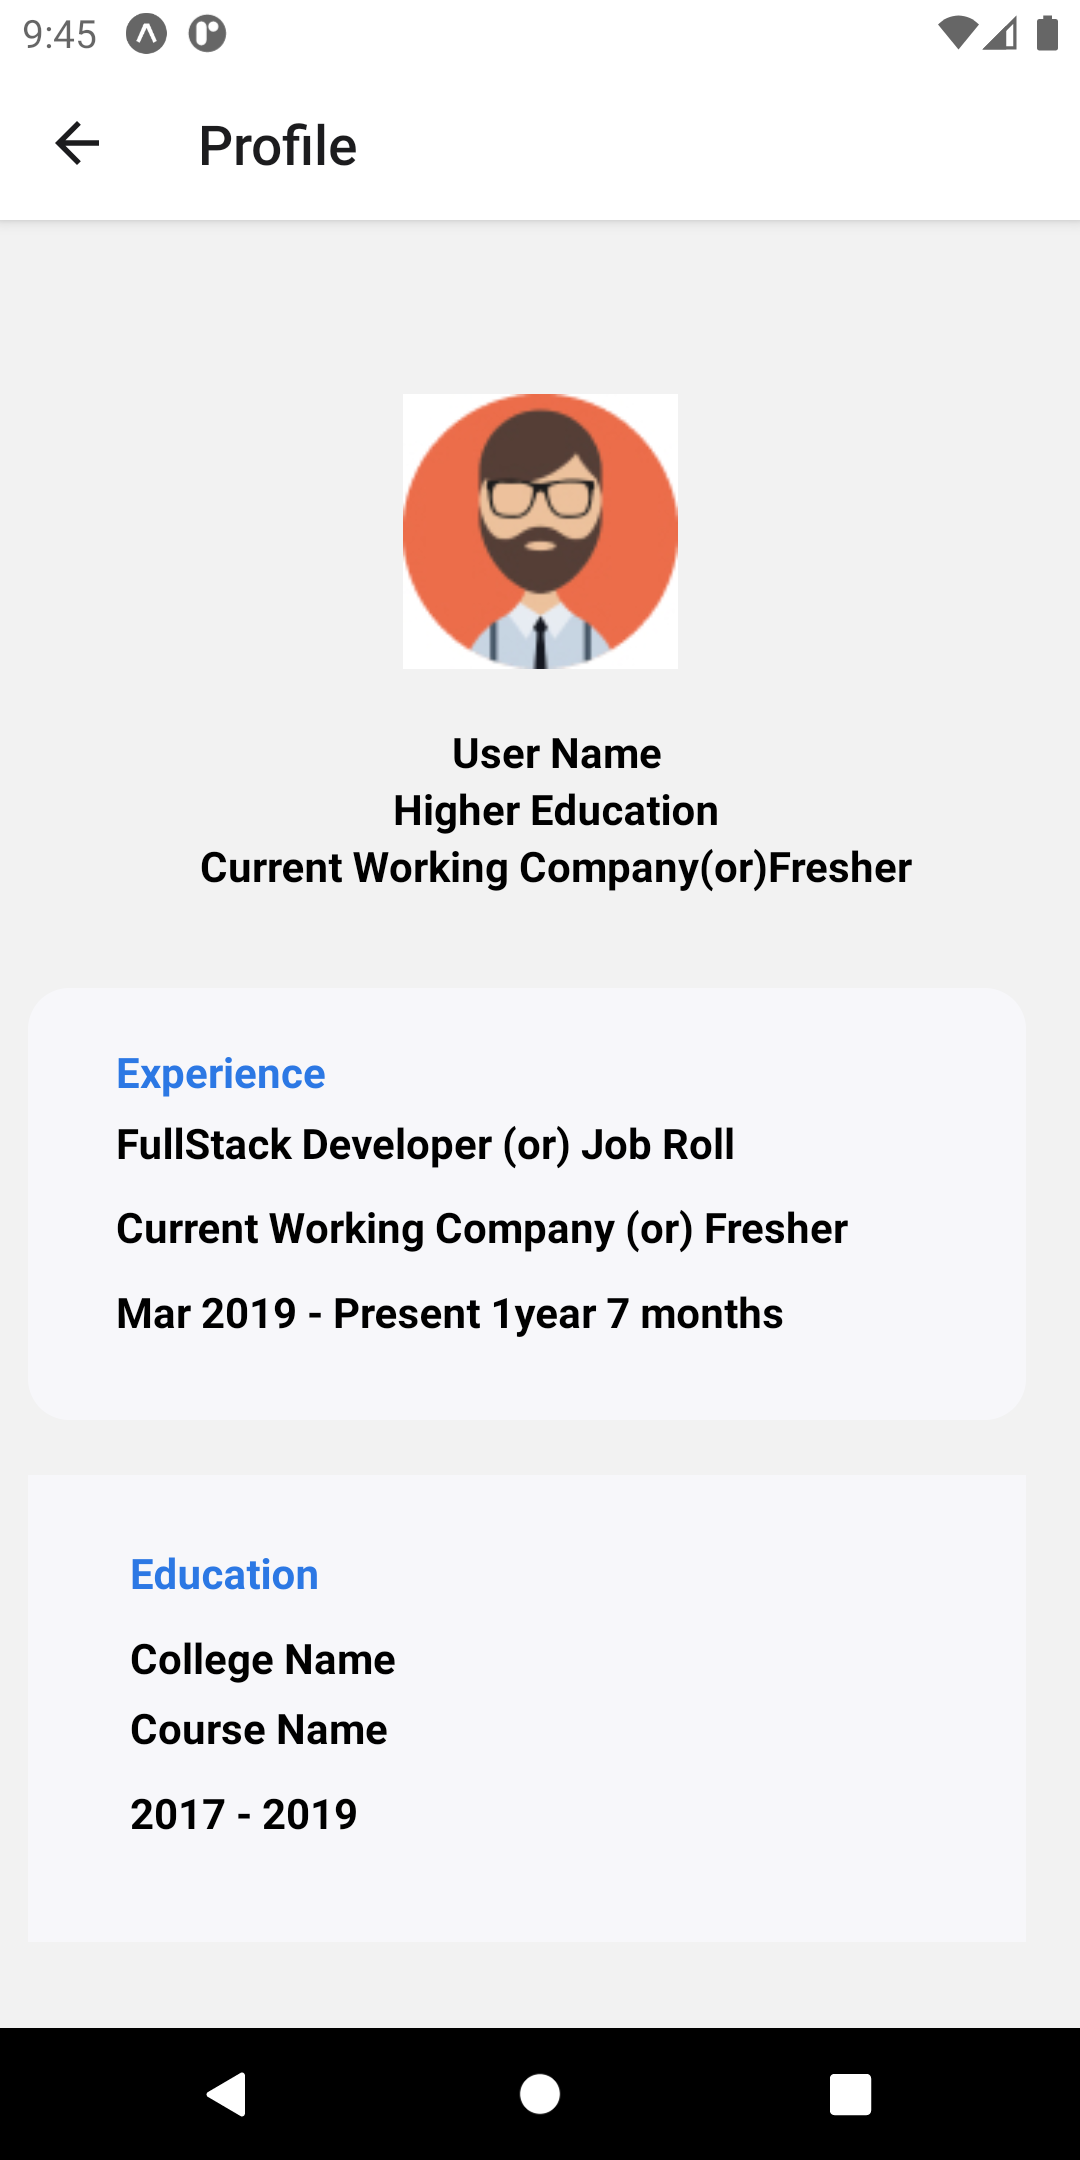 9:45
Profile
User Name
Higher Education
Current Working Company(or)Fresher
Experience
FullStack Developer (or) Job Roll
Current Working Company (or) Fresher
Mar 2019 - Present 1year 7 months
Education
College Name
Course Name
2017 - 2019